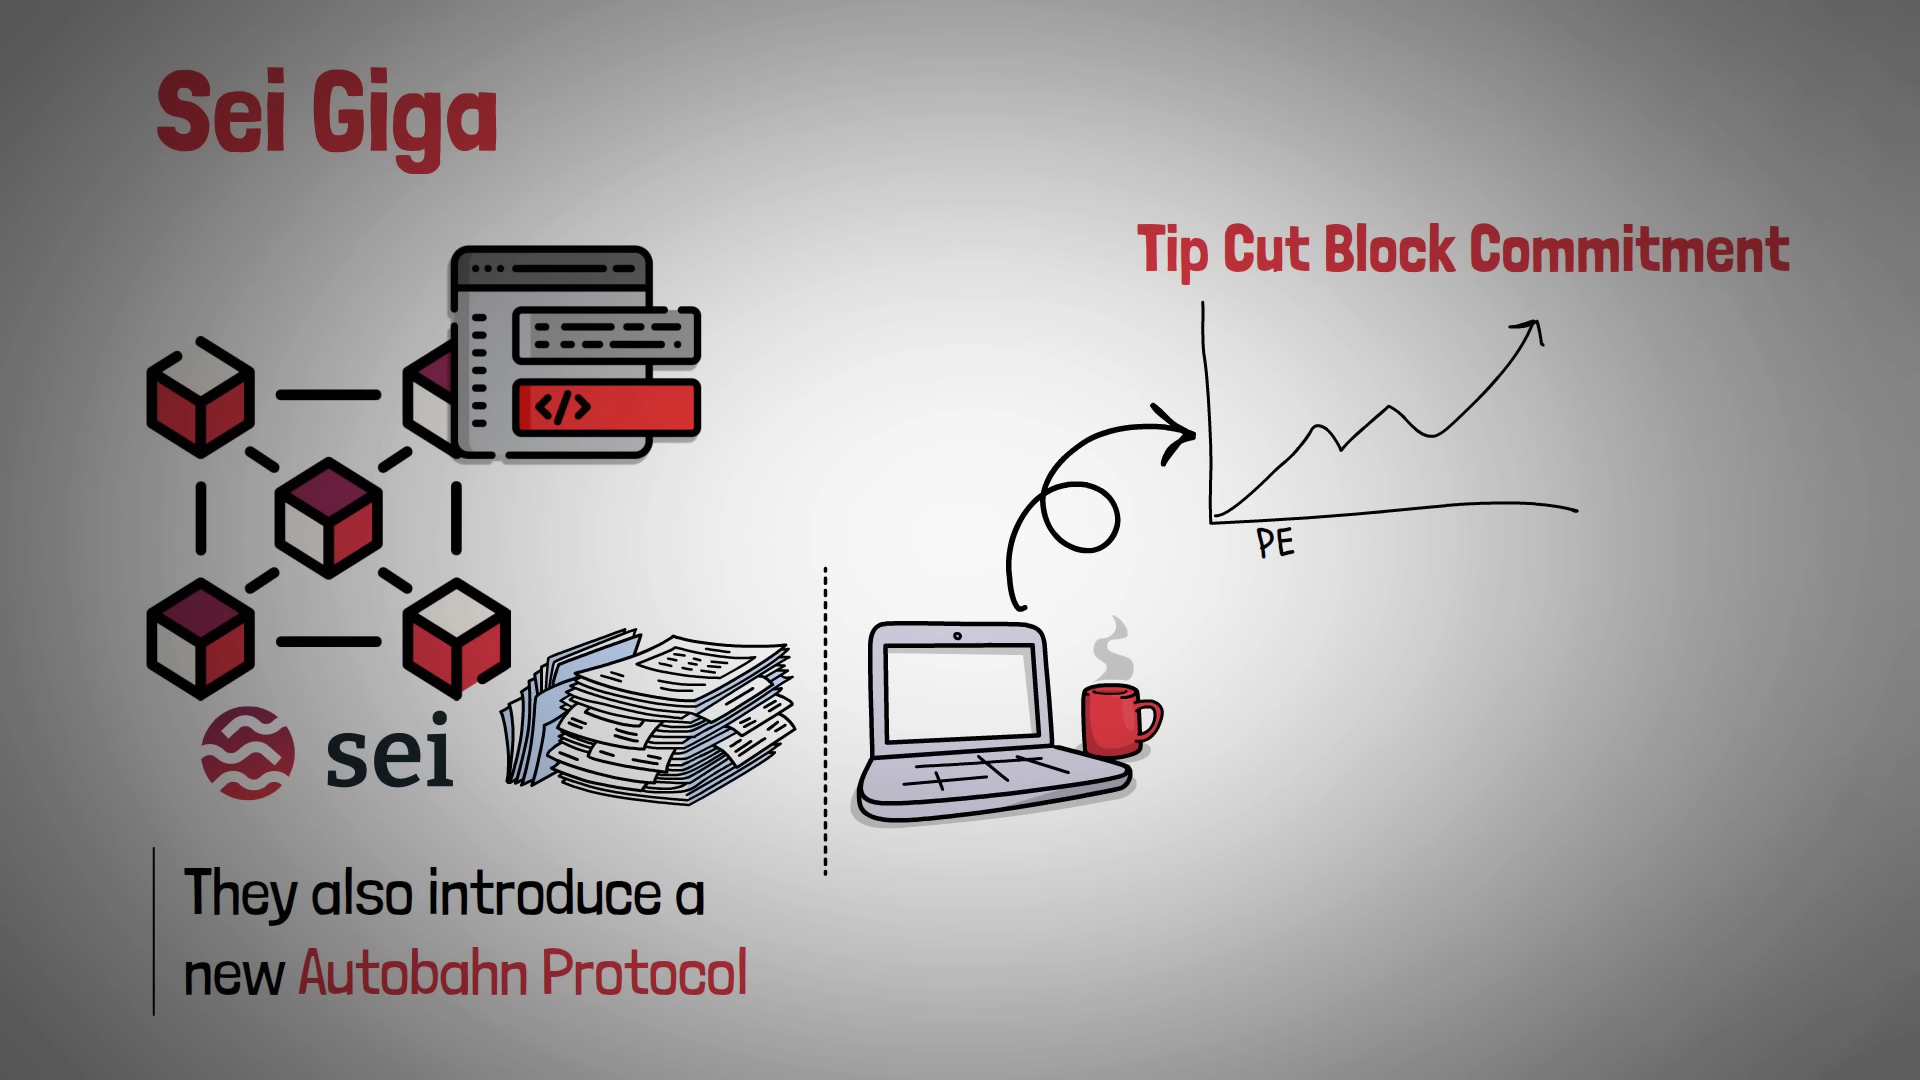 Sei Giga
Tip Cut Block Commitment
PE
</>
sei
They also introduce a
new Autobahn Protocol